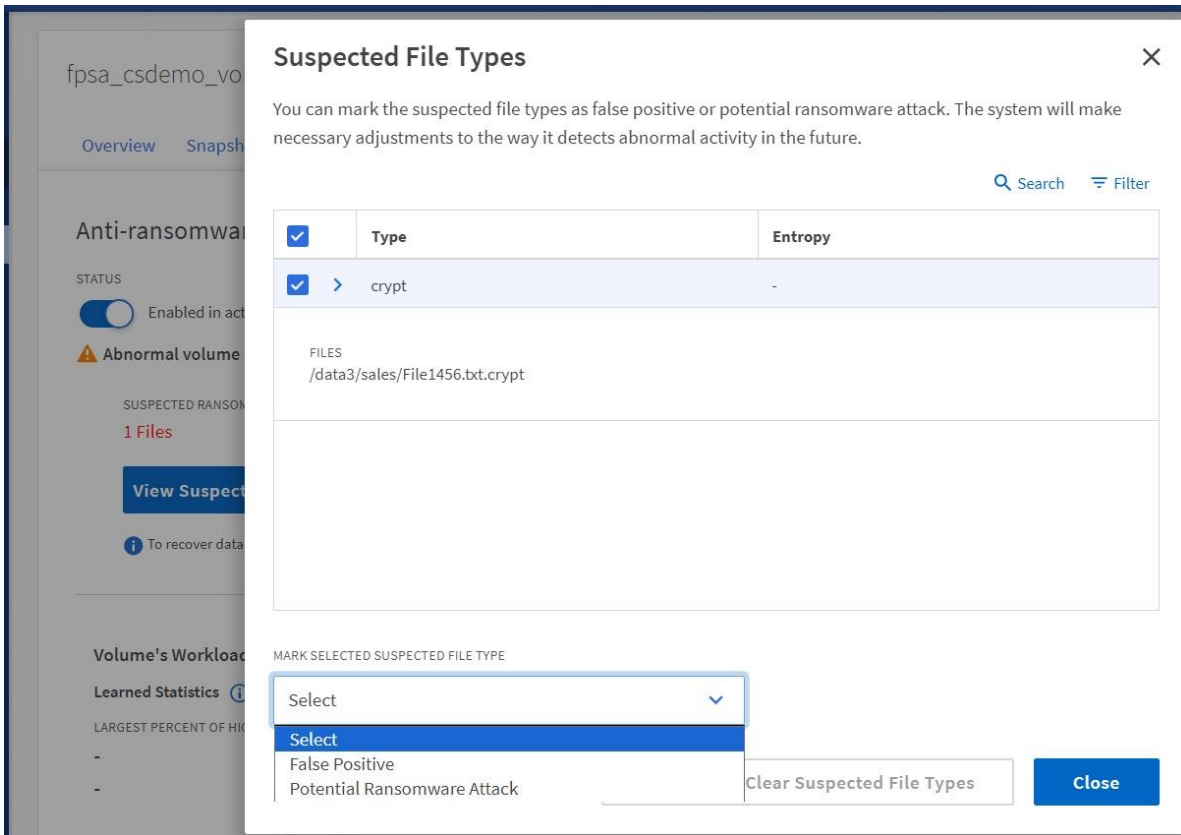 fpsa_csdemo_vo
Overview Snapsh
Anti-ransomwar
STATUS
Enabled in act
Abnormal volume
SUSPECTED RANSOM
1 Files
View Suspect
To recover data
Volume's Workload
Learned Statistics
LARGEST PERCENT OF HIG
-
-
Suspected File Types
You can mark the suspected file types as false positive or potential ransomware attack. The system will make
necessary adjustments to the way it detects abnormal activity in the future.
Search Filter
Type Entropy
crypt -
FILES
/data3/sales/File1456.txt.crypt
MARK SELECTED SUSPECTED FILE TYPE
Select
Select
False Positive
Potential Ransomware Attack
Clear Suspected File Types
Close